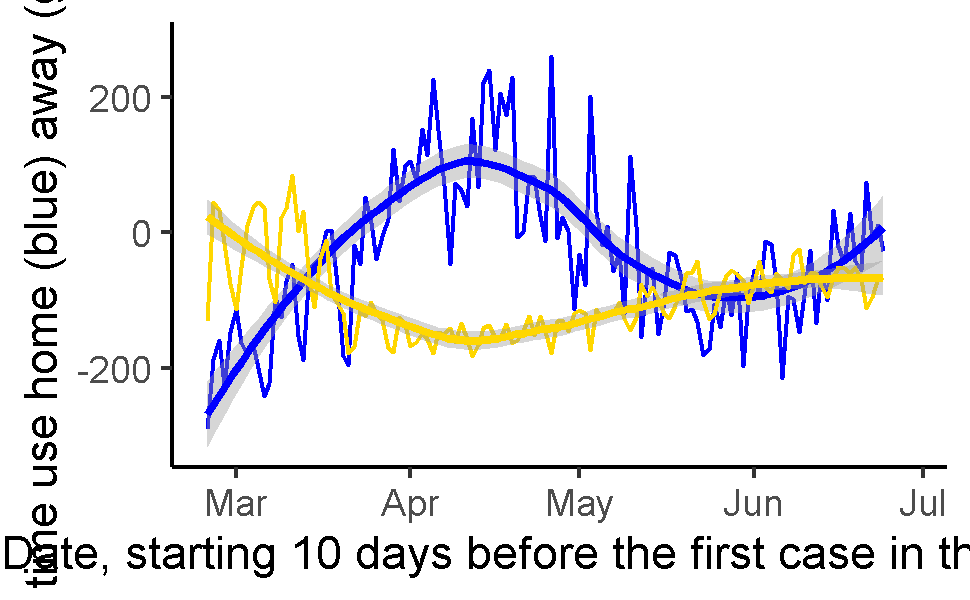 time use home (blue) away (
200
0
-200
Mar Apr May Jun Jul
Date, starting 10 days before the first case in th